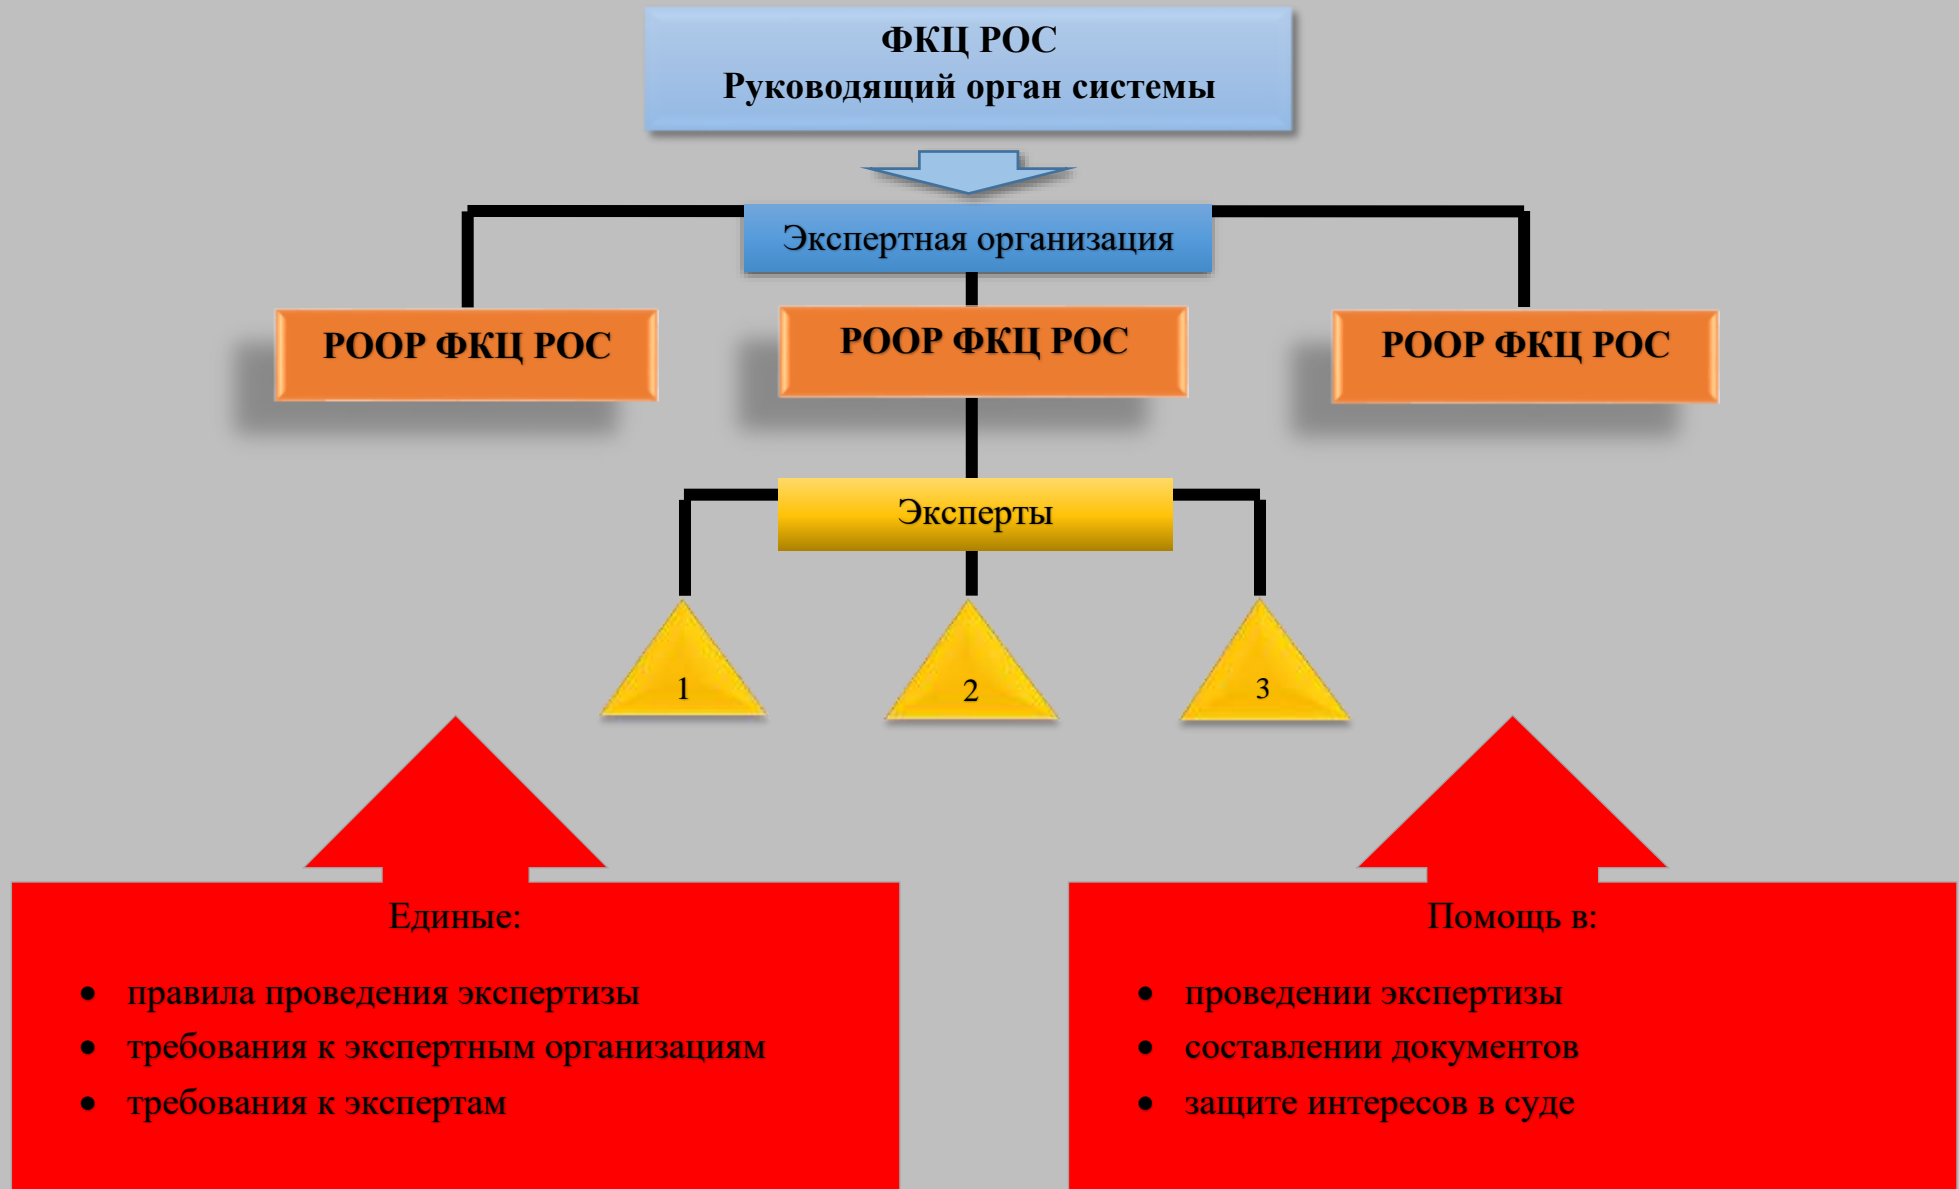 ФКЦ РОС
Руководящий орган системы
Экспертная организация
РООР ФКЦ РОС
РООР ФКЦ РОС
РООР ФКЦ РОС
Эксперты
1
2
3
Единые:
• правила проведения экспертизы
• требования к экспертным организациям
• требования к экспертам
Помощь в:
• проведении экспертизы
• составлении документов
• защите интересов в суде